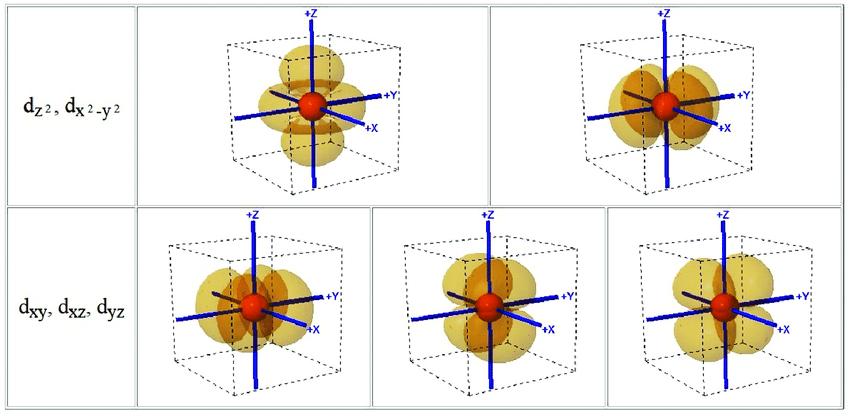 dz², dx²-y²
+Z
+Y
+X
+Z
+Y
+X
dxy, dxz, dyz
+Z
+Y
+X
+Z
+Y
+X
+Z
+Y
+X